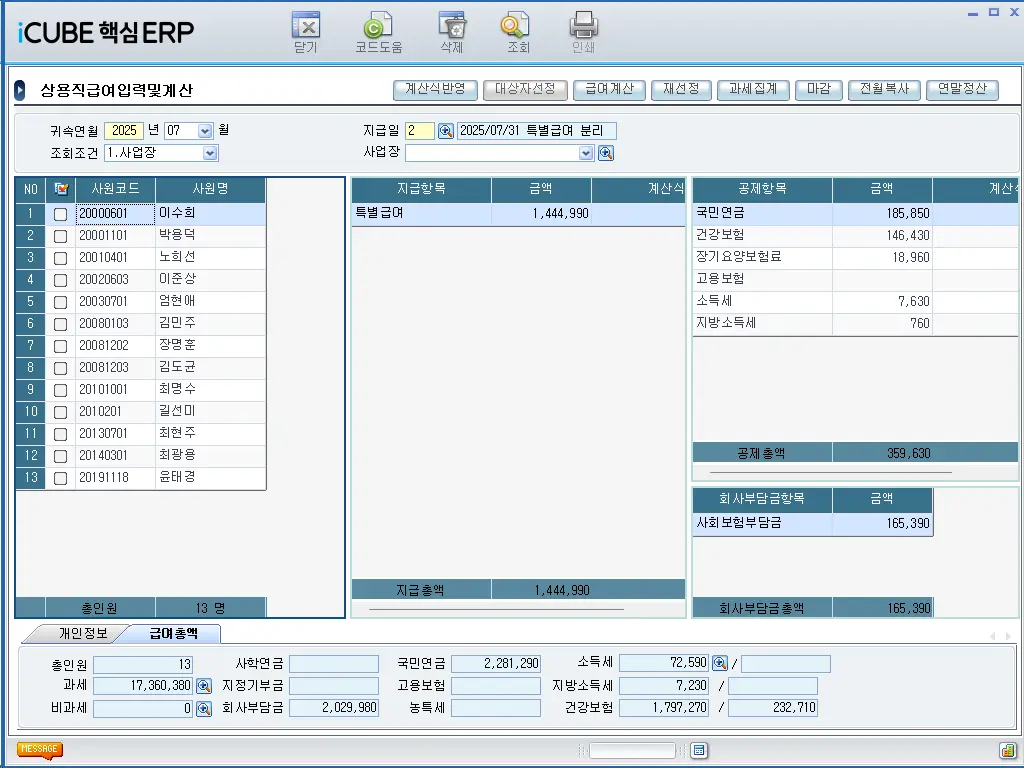 iCUBE 핵심ERP
닫기 코드도움 삭제 조회 인쇄
상용직급여입력및계산
계산식반영 대상자선정 급여계산 재선정 과세집계 마감 전월복사 연말정산
귀속연월 2025 년 07 월 지급일 2 2025/07/31 특별급여 분리
조회조건 1.사업장 사업장
NO 사원코드 사원명
1 20000601 이수희
2 20001101 박용덕
3 20010401 노희선
4 20020603 이준상
5 20030701 엄현애
6 20080103 김민주
7 20081202 장명훈
8 20081203 김도균
9 20101001 최명수
10 2010201 길선미
11 20130701 최현주
12 20140301 최광용
13 20191118 윤태경
총인원 13 명
지급항목 금액 계산식
특별급여 1,444,990
지급총액 1,444,990
공제항목 금액 계산식
국민연금 185,850
건강보험 146,430
장기요양보험료 18,960
고용보험
소득세 7,630
지방소득세 760
공제총액 359,630
회사부담금항목 금액
사회보험부담금 165,390
회사부담금총액 165,390
개인정보 급여총액
총인원 13 사학연금 국민연금 2,281,290 소득세 72,590 /
과세 17,360,380 지정기부금 고용보험 지방소득세 7,230 /
비과세 0 회사부담금 2,029,980 농특세 건강보험 1,797,270 / 232,710
MESSAGE